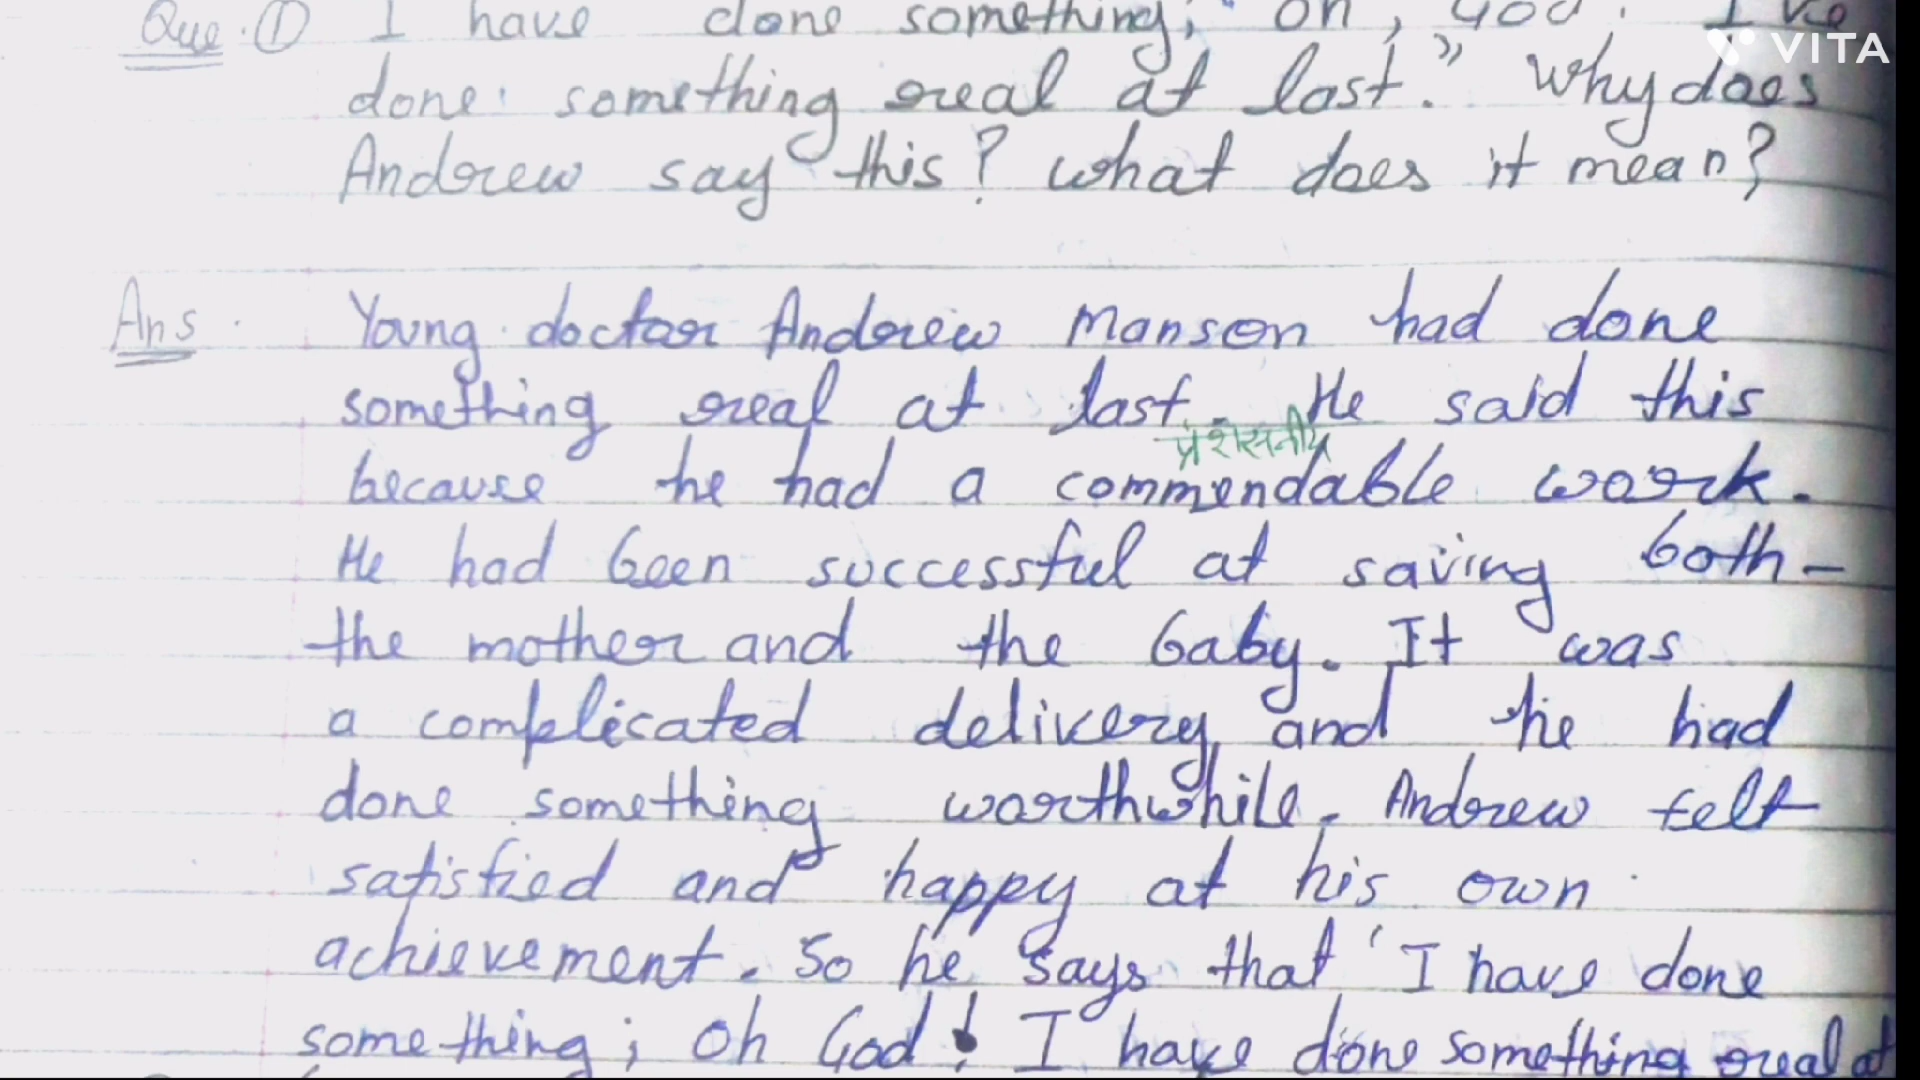 Que. ① I have done something; oh, God! I've
VITA
done something real at last." Why does
Andrew say this? what does it mean?
Ans. Young doctor Andrew Manson had done
something real at last. He said this
प्रशंसनीय
because he had a commendable work.
He had been successful at saving both-
the mother and the baby. It was
a complicated delivery, and he had
done something worthwhile. Andrew felt
satisfied and happy at his own
achievement. So he says that 'I have done
something; Oh God! I have done something real at